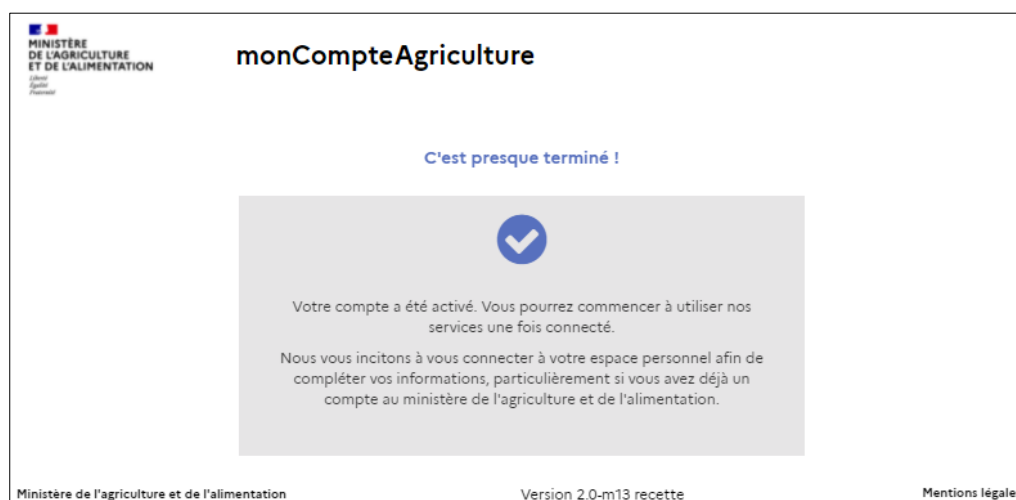 MINISTÈRE
DE L'AGRICULTURE
ET DE L'ALIMENTATION
Liberté
Égalité
Fraternité
monCompteAgriculture
C'est presque terminé !
Votre compte a été activé. Vous pourrez commencer à utiliser nos
services une fois connecté.
Nous vous incitons à vous connecter à votre espace personnel afin de
compléter vos informations, particulièrement si vous avez déjà un
compte au ministère de l'agriculture et de l'alimentation.
Ministère de l'agriculture et de l'alimentation
Version 2.0-m13 recette
Mentions légale